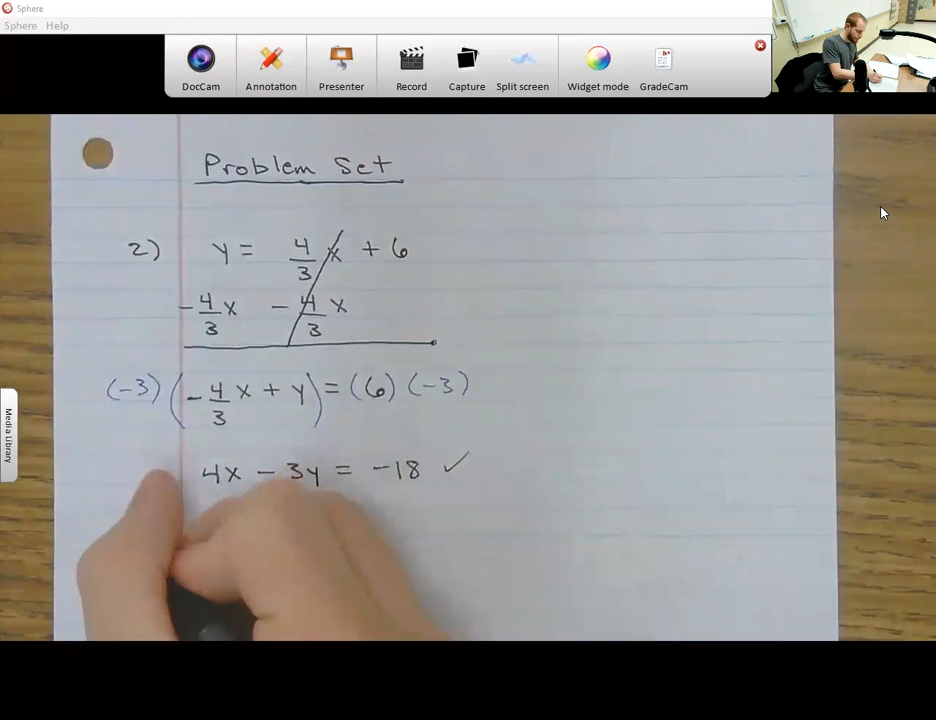 Sphere
Sphere Help
DocCam Annotation Presenter Record Capture Split screen Widget mode GradeCam
Media Library
Problem Set
2) y = 4/3 x + 6
-4/3 x - 4/3 x
(-3) (-4/3 x + y) = (6) (-3)
4x - 3y = -18 ✓